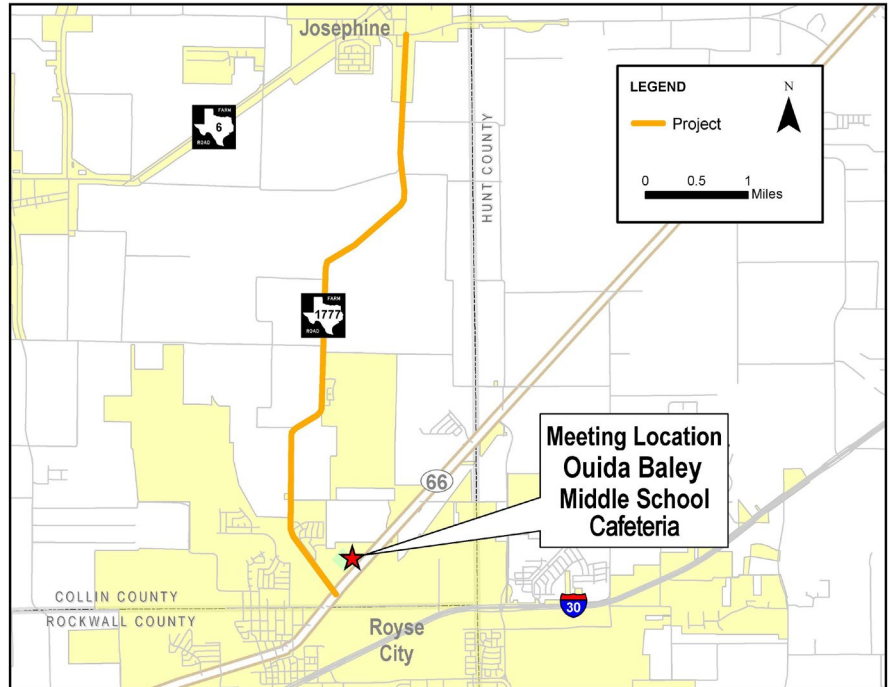 Josephine
FARM
6
ROAD
HUNT COUNTY
LEGEND
Project
N
0 0.5 1
Miles
FARM
1777
ROAD
66
Meeting Location
Ouida Baley
Middle School
Cafeteria
COLLIN COUNTY
ROCKWALL COUNTY
30
Royse
City